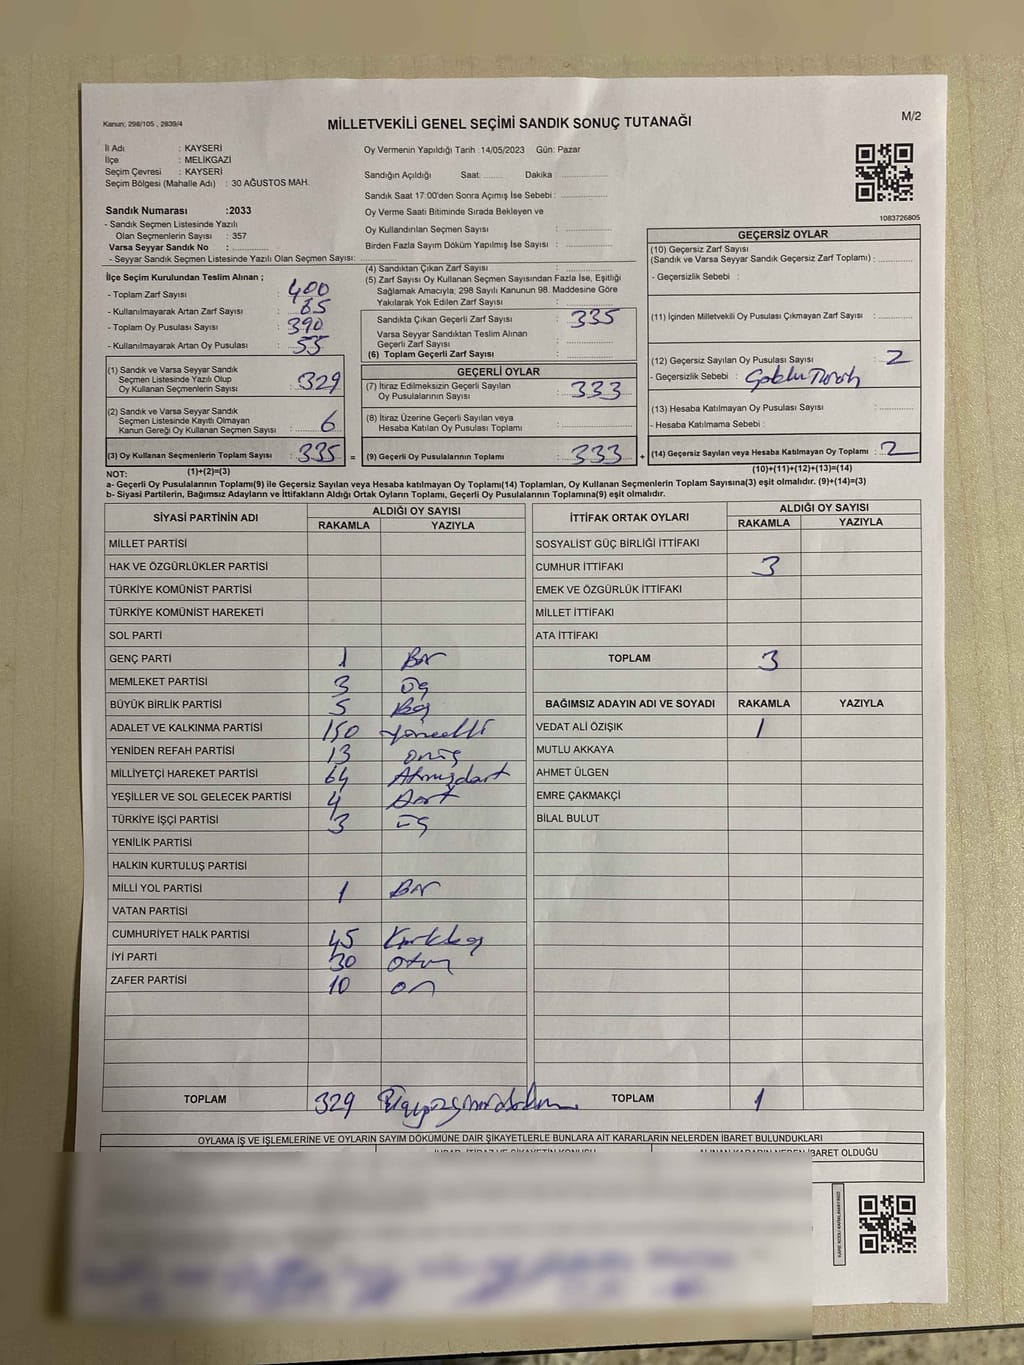 Kanun; 298/105 , 2839/4
MİLLETVEKİLİ GENEL SEÇİMİ SANDIK SONUÇ TUTANAĞI
M/2
İl Adı : KAYSERİ
İlçe : MELİKGAZİ
Seçim Çevresi : KAYSERİ
Seçim Bölgesi (Mahalle Adı) : 30 AĞUSTOS MAH.
Sandık Numarası :2033
- Sandık Seçmen Listesinde Yazılı
Olan Seçmenlerin Sayısı : 357
Varsa Seyyar Sandık No : ............
- Seyyar Sandık Seçmen Listesinde Yazılı Olan Seçmen Sayısı: ............
Oy Vermenin Yapıldığı Tarih :14/05/2023 Gün: Pazar
Sandığın Açıldığı Saat: ....... Dakika : ............
Sandık Saat 17:00'den Sonra Açımış İse Sebebi : ............
Oy Verme Saati Bitiminde Sırada Bekleyen ve
Oy Kullandırılan Seçmen Sayısı : ............
Birden Fazla Sayım Döküm Yapılmış İse Sayısı : ............
1083726805
İlçe Seçim Kurulundan Teslim Alınan ;
- Toplam Zarf Sayısı : 400
- Kullanılmayarak Artan Zarf Sayısı : 65
- Toplam Oy Pusulası Sayısı : 390
- Kullanılmayarak Artan Oy Pusulası : 55
(1) Sandık ve Varsa Seyyar Sandık
Seçmen Listesinde Yazılı Olup
Oy Kullanan Seçmenlerin Sayısı : 329
(2) Sandık ve Varsa Seyyar Sandık
Seçmen Listesinde Kayıtlı Olmayan
Kanun Gereği Oy Kullanan Seçmen Sayısı : 6
(3) Oy Kullanan Seçmenlerin Toplam Sayısı : 335 =
(1)+(2)=(3)
(4) Sandıktan Çıkan Zarf Sayısı : ............
(5) Zarf Sayısı Oy Kullanan Seçmen Sayısından Fazla İse, Eşitliği
Sağlamak Amacıyla; 298 Sayılı Kanunun 98. Maddesine Göre
Yakılarak Yok Edilen Zarf Sayısı : ............
Sandıkta Çıkan Geçerli Zarf Sayısı : 335
Varsa Seyyar Sandıktan Teslim Alınan
Geçerli Zarf Sayısı : ............
(6) Toplam Geçerli Zarf Sayısı : ............
GEÇERLİ OYLAR
(7) İtiraz Edilmeksizin Geçerli Sayılan
Oy Pusulalarının Sayısı : 333
(8) İtiraz Üzerine Geçerli Sayılan veya
Hesaba Katılan Oy Pusulası Toplamı : ............
(9) Geçerli Oy Pusulalarının Toplamı : 333 +
GEÇERSİZ OYLAR
(10) Geçersiz Zarf Sayısı
(Sandık ve Varsa Seyyar Sandık Geçersiz Zarf Toplamı) : ............
- Geçersizlik Sebebi :
(11) İçinden Milletvekili Oy Pusulası Çıkmayan Zarf Sayısı : ............
(12) Geçersiz Sayılan Oy Pusulası Sayısı : 2
- Geçersizlik Sebebi :
(13) Hesaba Katılmayan Oy Pusulası Sayısı : ............
- Hesaba Katılmama Sebebi :
(14) Geçersiz Sayılan veya Hesaba Katılmayan Oy Toplamı : 2
(10)+(11)+(12)+(13)=(14)
NOT:
a- Geçerli Oy Pusulalarının Toplamı(9) ile Geçersiz Sayılan veya Hesaba katılmayan Oy Toplamı(14) Toplamları, Oy Kullanan Seçmenlerin Toplam Sayısına(3) eşit olmalıdır. (9)+(14)=(3)
b- Siyasi Partilerin, Bağımsız Adayların ve İttifakların Aldığı Ortak Oyların Toplamı, Geçerli Oy Pusulalarının Toplamına(9) eşit olmalıdır.
SİYASİ PARTİNİN ADI ALDIĞI OY SAYISI
RAKAMLA YAZIYLA
MİLLET PARTİSİ
HAK VE ÖZGÜRLÜKLER PARTİSİ
TÜRKİYE KOMÜNİST PARTİSİ
TÜRKİYE KOMÜNİST HAREKETİ
SOL PARTİ
GENÇ PARTİ 1 Bir
MEMLEKET PARTİSİ 3 üç
BÜYÜK BİRLİK PARTİSİ 5 Beş
ADALET VE KALKINMA PARTİSİ 150 yüzelli
YENİDEN REFAH PARTİSİ 13 onüç
MİLLİYETÇİ HAREKET PARTİSİ 64 Atmışdört
YEŞİLLER VE SOL GELECEK PARTİSİ 4 Dört
TÜRKİYE İŞÇİ PARTİSİ 3 üç
YENİLİK PARTİSİ
HALKIN KURTULUŞ PARTİSİ
MİLLİ YOL PARTİSİ 1 Bir
VATAN PARTİSİ
CUMHURİYET HALK PARTİSİ 45 Kırkbeş
İYİ PARTİ 30 otuz
ZAFER PARTİSİ 10 on
TOPLAM 329
İTTİFAK ORTAK OYLARI ALDIĞI OY SAYISI
RAKAMLA YAZIYLA
SOSYALİST GÜÇ BİRLİĞİ İTTİFAKI
CUMHUR İTTİFAKI 3
EMEK VE ÖZGÜRLÜK İTTİFAKI
MİLLET İTTİFAKI
ATA İTTİFAKI
TOPLAM 3
BAĞIMSIZ ADAYIN ADI VE SOYADI RAKAMLA YAZIYLA
VEDAT ALİ ÖZIŞIK 1
MUTLU AKKAYA
AHMET ÜLGEN
EMRE ÇAKMAKÇİ
BİLAL BULUT
TOPLAM 1
OYLAMA İŞ VE İŞLEMLERİNE VE OYLARIN SAYIM DÖKÜMÜNE DAİR ŞİKAYETLERLE BUNLARA AİT KARARLARIN NELERDEN İBARET BULUNDUKLARI
İBARET OLDUĞU